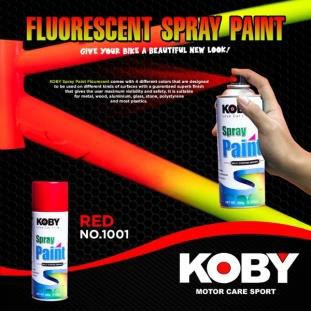 FLUORESCENT SPRAY PAINT
GIVE YOUR BIKE A BEAUTIFUL NEW LOOK!
KOBY Spray Paint Flourecent comes with 4 different colors that are designed
to be used on different kinds of surfaces with a guaranteed superb finish
that gives the user maximum visibility and safety. It is suitable
for metal, wood, aluminium, glass, stone, polystyrene
and most plastics.
KOBY
Spray
Paint
KOBY
Spray
Paint
RED
NO.1001
KOBY
MOTOR CARE SPORT